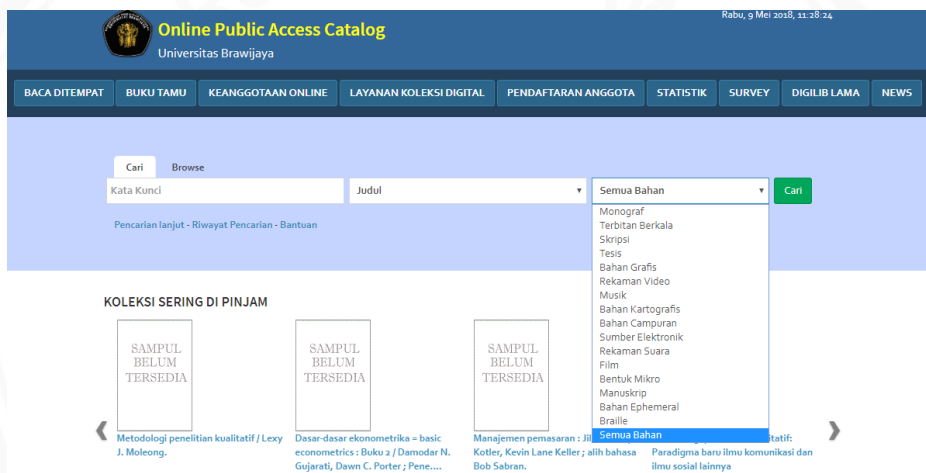 Online Public Access Catalog
Universitas Brawijaya
Rabu, 9 Mei 2018, 11:28:24
BACA DITEMPAT BUKU TAMU KEANGGOTAAN ONLINE LAYANAN KOLEKSI DIGITAL PENDAFTARAN ANGGOTA STATISTIK SURVEY DIGILIB LAMA NEWS
Cari Browse
Kata Kunci Judul Semua Bahan Cari
Pencarian lanjut - Riwayat Pencarian - Bantuan
Monograf
Terbitan Berkala
Skripsi
Tesis
Bahan Grafis
Rekaman Video
Musik
Bahan Kartografis
Bahan Campuran
Sumber Elektronik
Rekaman Suara
Film
Bentuk Mikro
Manuskrip
Bahan Ephemeral
Braille
Semua Bahan
KOLEKSI SERING DI PINJAM
SAMPUL
BELUM
TERSEDIA
Metodologi penelitian kualitatif / Lexy
J. Moleong.
SAMPUL
BELUM
TERSEDIA
Dasar-dasar ekonometrika = basic
econometrics : Buku 2 / Damodar N.
Gujarati, Dawn C. Porter ; Pene....
SAMPUL
BELUM
TERSEDIA
Manajemen pemasaran :
Kotler, Kevin Lane Keller ; alih bahasa
Bob Sabran.
Paradigma baru ilmu komunikasi dan
ilmu sosial lainnya